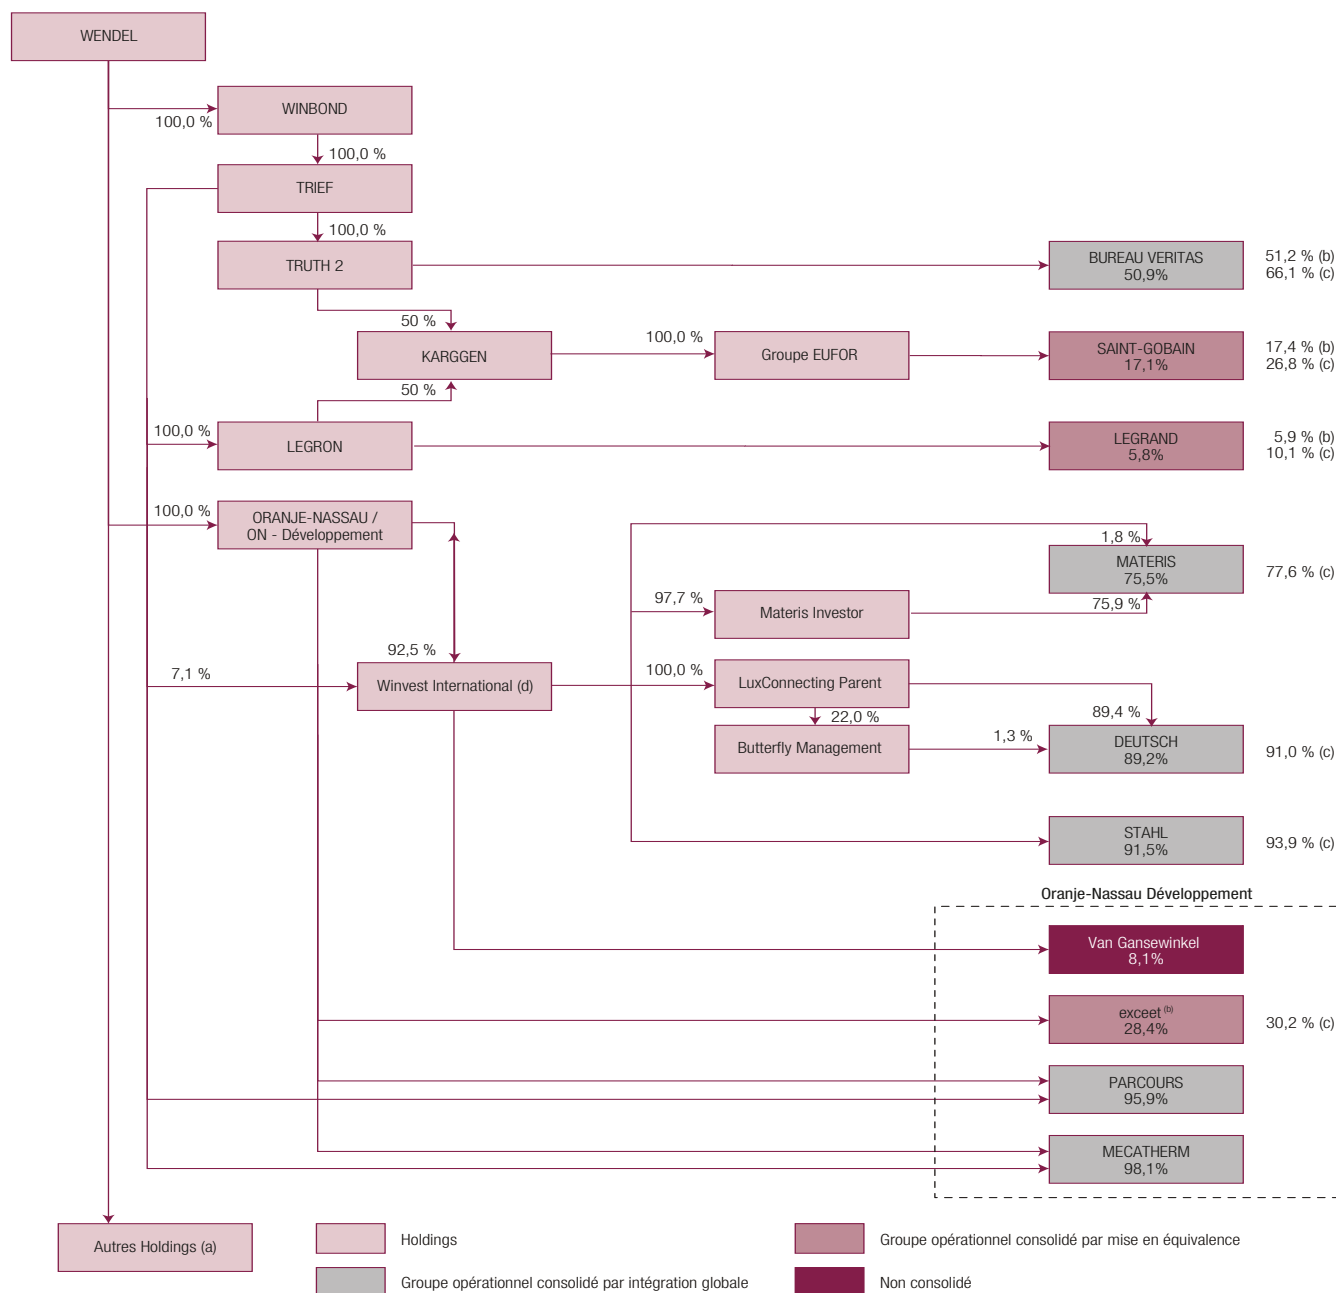 WENDEL
WINBOND
100,0 %
100,0 %
TRIEF
100,0 %
TRUTH 2
BUREAU VERITAS
50,9%
51,2 % (b)
66,1 % (c)
50 %
KARGGEN
100,0 %
Groupe EUFOR
SAINT-GOBAIN
17,1%
17,4 % (b)
26,8 % (c)
50 %
100,0 %
LEGRON
LEGRAND
5,8%
5,9 % (b)
10,1 % (c)
100,0 %
ORANJE-NASSAU /
ON - Développement
1,8 %
MATERIS
75,5%
77,6 % (c)
97,7 %
Materis Investor
75,9 %
92,5 %
7,1 %
Winvest International (d)
100,0 %
LuxConnecting Parent
22,0 %
89,4 %
Butterfly Management
1,3 %
DEUTSCH
89,2%
91,0 % (c)
STAHL
91,5%
93,9 % (c)
Oranje-Nassau Développement
Van Gansewinkel
8,1%
exceet (b)
28,4%
30,2 % (c)
PARCOURS
95,9%
MECATHERM
98,1%
Autres Holdings (a)
Holdings
Groupe opérationnel consolidé par mise en équivalence
Groupe opérationnel consolidé par intégration globale
Non consolidé